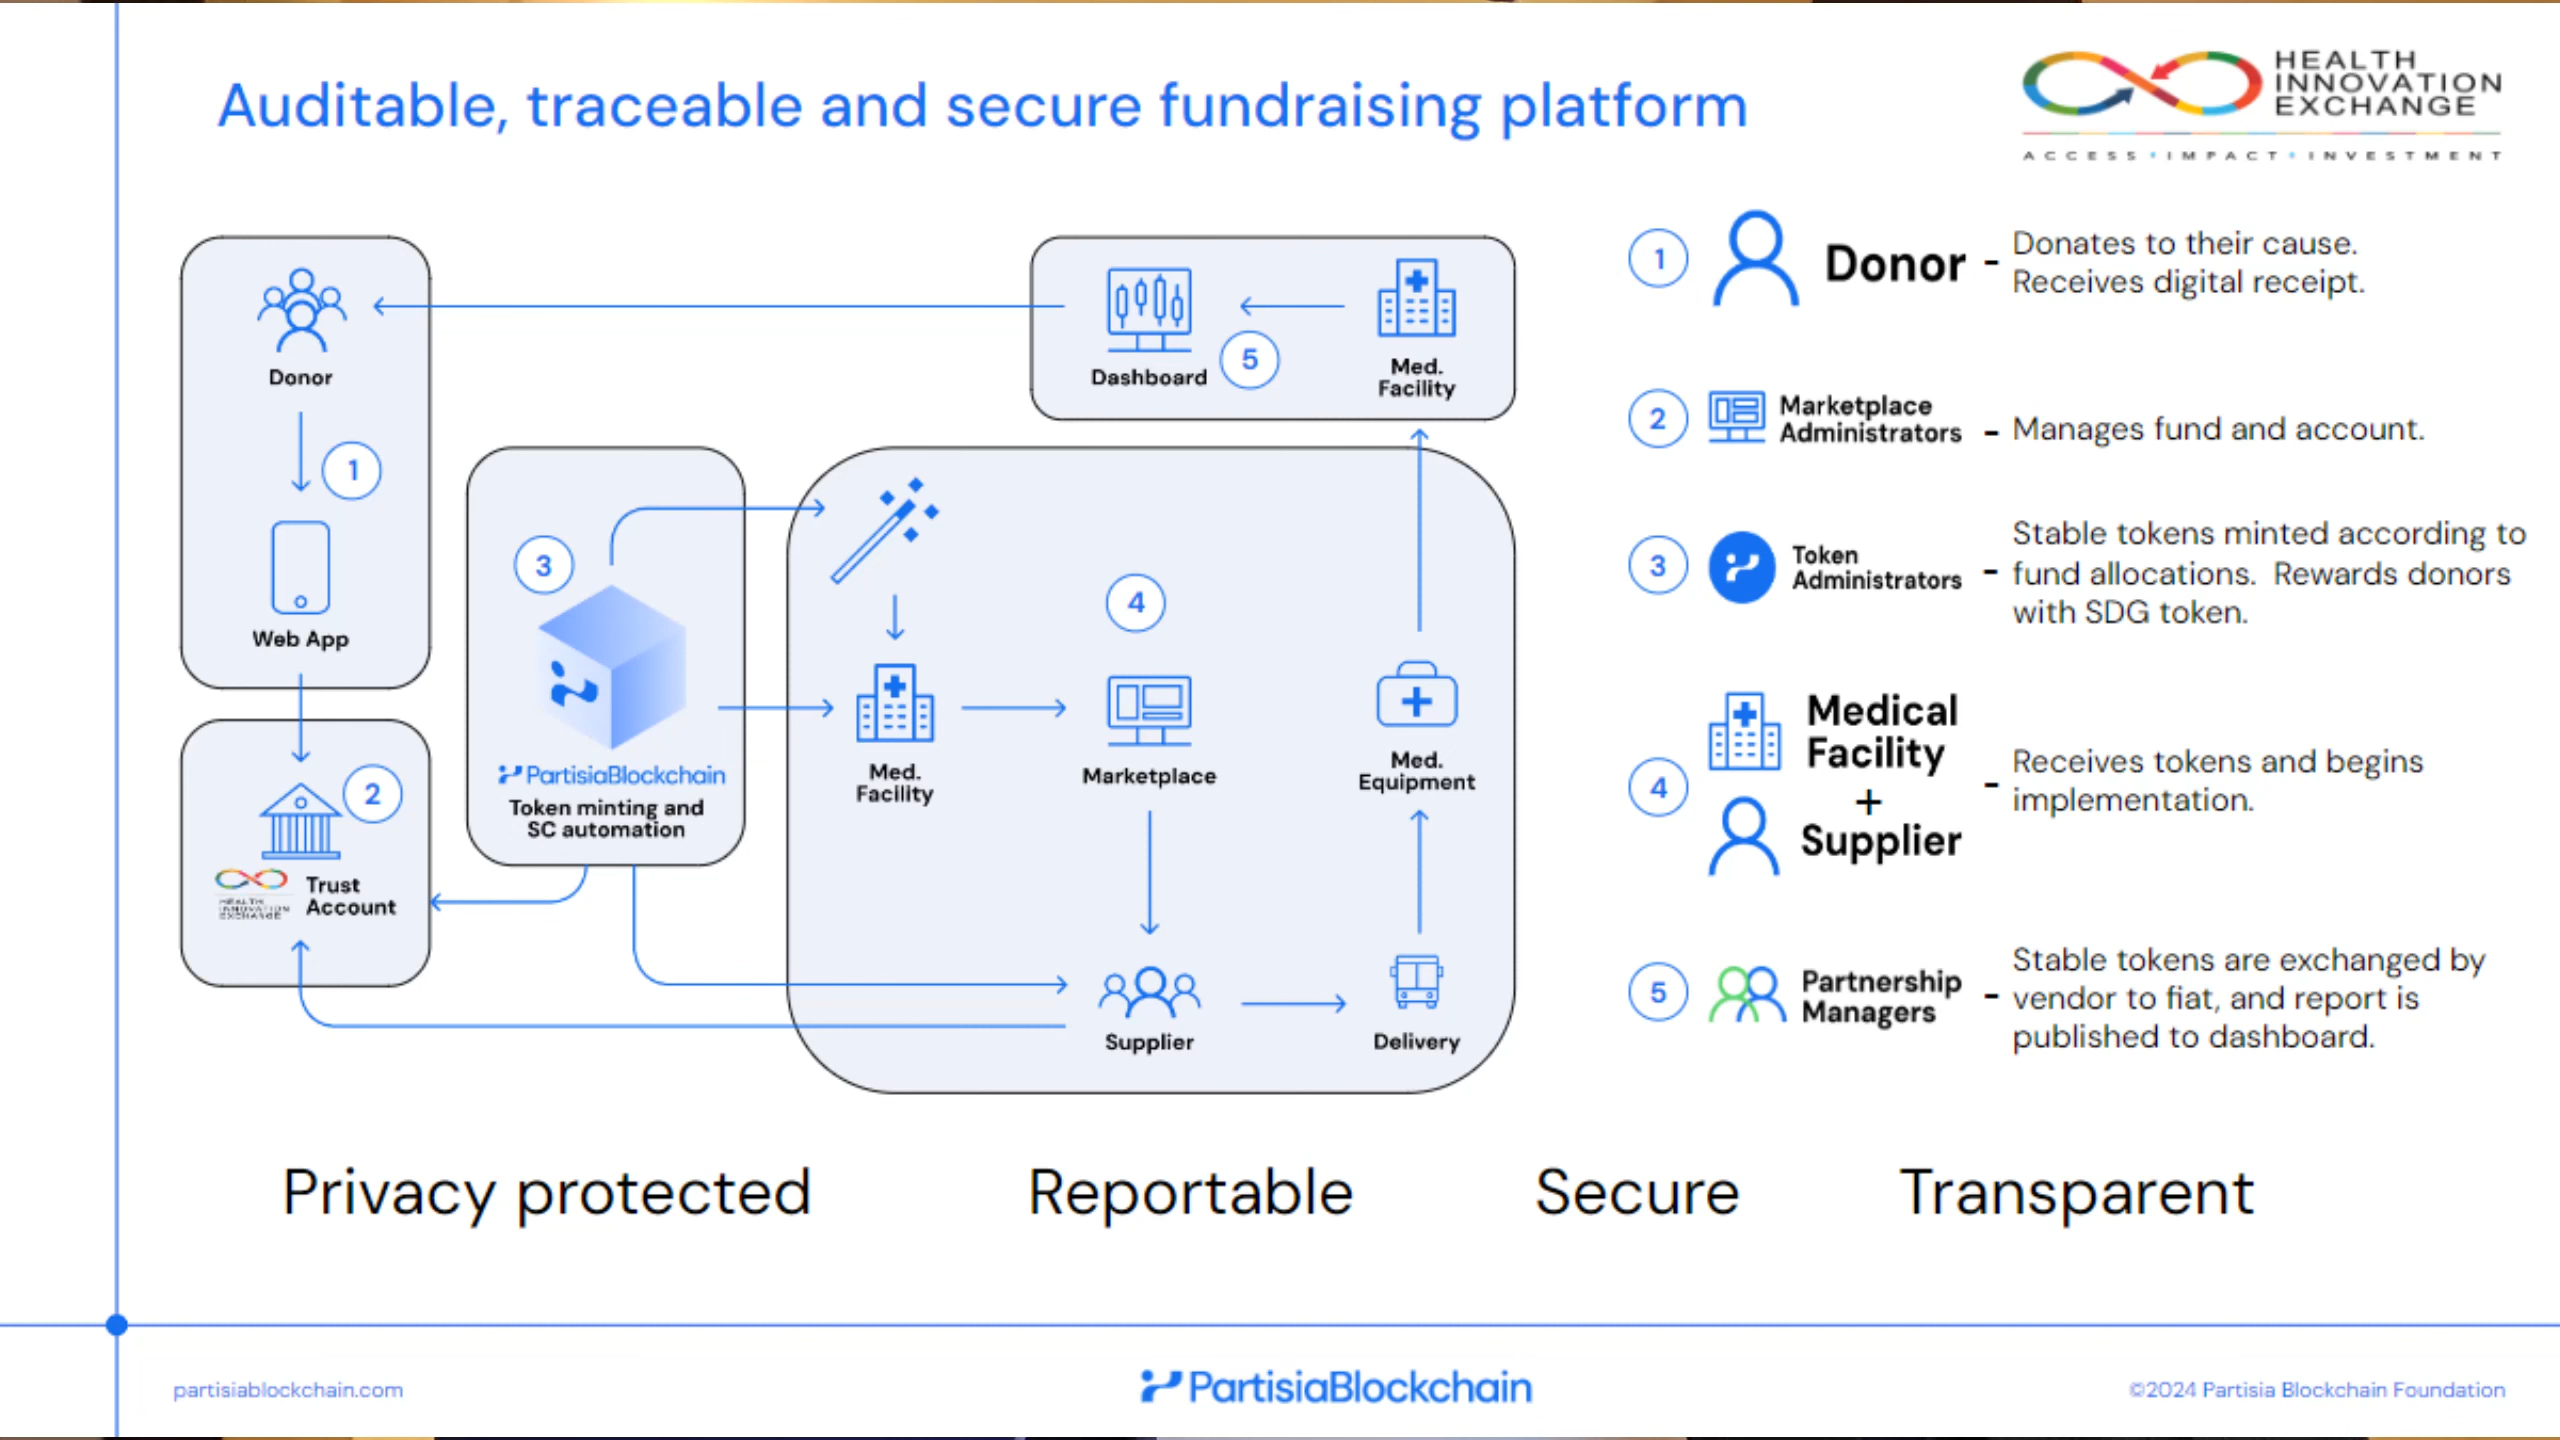 Auditable, traceable and secure fundraising platform
HEALTH
INNOVATION
EXCHANGE
ACCESS • IMPACT • INVESTMENT
Donor
1
Web App
2
HEALTH
INNOVATION
EXCHANGE
Trust
Account
3
PartisiaBlockchain
Token minting and
SC automation
Dashboard
5
Med.
Facility
4
Med.
Facility
Marketplace
Med.
Equipment
Supplier
Delivery
1
Donor - Donates to their cause.
Receives digital receipt.
2
Marketplace
Administrators - Manages fund and account.
3
Token
Administrators -
Stable tokens minted according to
fund allocations. Rewards donors
with SDG token.
4
Medical
Facility
+
Supplier
-
Receives tokens and begins
implementation.
5
Partnership
Managers -
Stable tokens are exchanged by
vendor to fiat, and report is
published to dashboard.
Privacy protected
Reportable
Secure
Transparent
partisiablockchain.com
PartisiaBlockchain
©2024 Partisia Blockchain Foundation